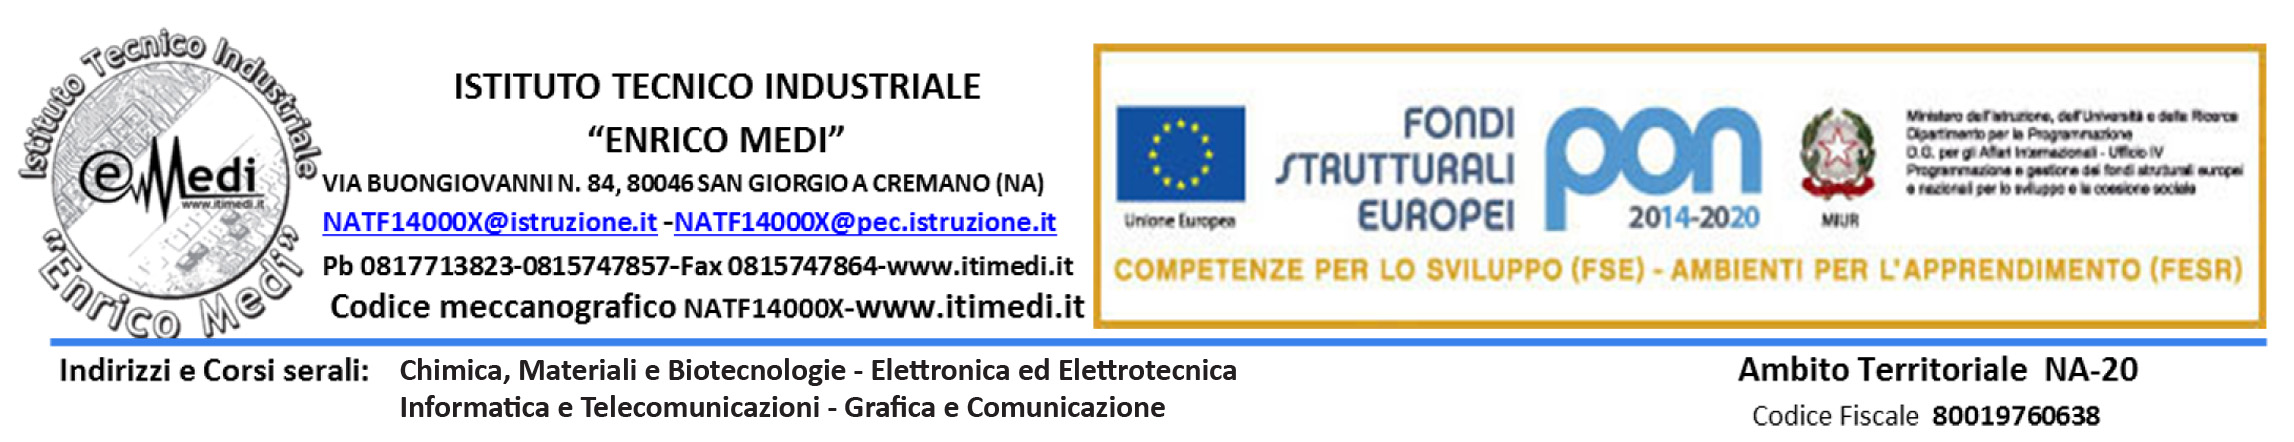 Istituto Tecnico Industriale
"Enrico Medi"
eMedi
www.itimedi.it
ISTITUTO TECNICO INDUSTRIALE
“ENRICO MEDI”
VIA BUONGIOVANNI N. 84, 80046 SAN GIORGIO A CREMANO (NA)
NATF14000X@istruzione.it -NATF14000X@pec.istruzione.it
Pb 0817713823-0815747857-Fax 0815747864-www.itimedi.it
Codice meccanografico NATF14000X-www.itimedi.it
Unione Europea
FONDI
STRUTTURALI
EUROPEI
pon
2014-2020
MIUR
Ministero dell'Istruzione, dell'Università e della Ricerca
Dipartimento per la Programmazione
D.G. per gli Affari Internazionali - Ufficio IV
Programmazione e gestione dei fondi strutturali europei
e nazionali per lo sviluppo e la coesione sociale
COMPETENZE PER LO SVILUPPO (FSE) - AMBIENTI PER L'APPRENDIMENTO (FESR)
Indirizzi e Corsi serali: Chimica, Materiali e Biotecnologie - Elettronica ed Elettrotecnica
Informatica e Telecomunicazioni - Grafica e Comunicazione
Ambito Territoriale NA-20
Codice Fiscale 80019760638